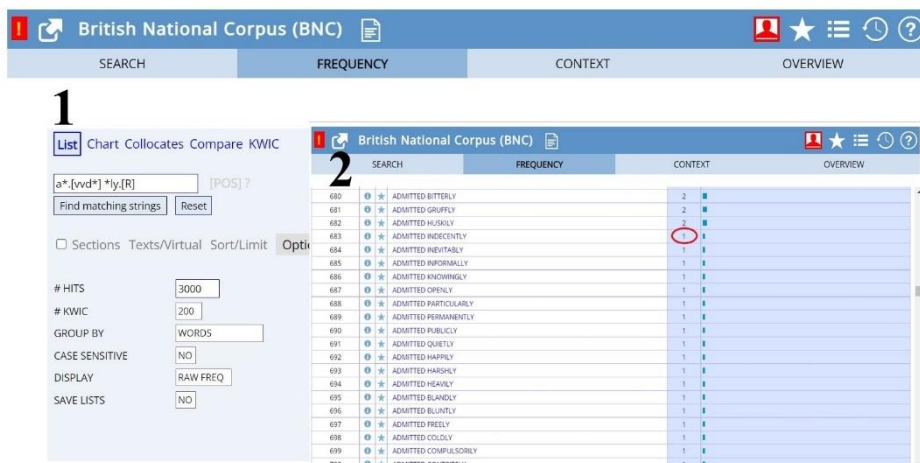 British National Corpus (BNC)
SEARCH FREQUENCY CONTEXT OVERVIEW
1
List Chart Collocates Compare KWIC
a*.[vvd*] *ly.[R] [POS] ?
Find matching strings Reset
Sections Texts/Virtual Sort/Limit Optio
# HITS 3000
# KWIC 200
GROUP BY WORDS
CASE SENSITIVE NO
DISPLAY RAW FREQ
SAVE LISTS NO
2
British National Corpus (BNC)
SEARCH FREQUENCY CONTEXT OVERVIEW
680 ADMITTED BITTERLY 2
681 ADMITTED GRUFFLY 2
682 ADMITTED HUSKILY 2
683 ADMITTED INDECENTLY 1
684 ADMITTED INEVITABLY 1
685 ADMITTED INFORMALLY 1
686 ADMITTED KNOWINGLY 1
687 ADMITTED OPENLY 1
688 ADMITTED PARTICULARLY 1
689 ADMITTED PERMANENTLY 1
690 ADMITTED PUBLICLY 1
691 ADMITTED QUIETLY 1
692 ADMITTED HAPPILY 1
693 ADMITTED HARSHLY 1
694 ADMITTED HEAVILY 1
695 ADMITTED BLANDLY 1
696 ADMITTED BLUNTLY 1
697 ADMITTED FREELY 1
698 ADMITTED COLDLY 1
699 ADMITTED COMPULSORILY 1